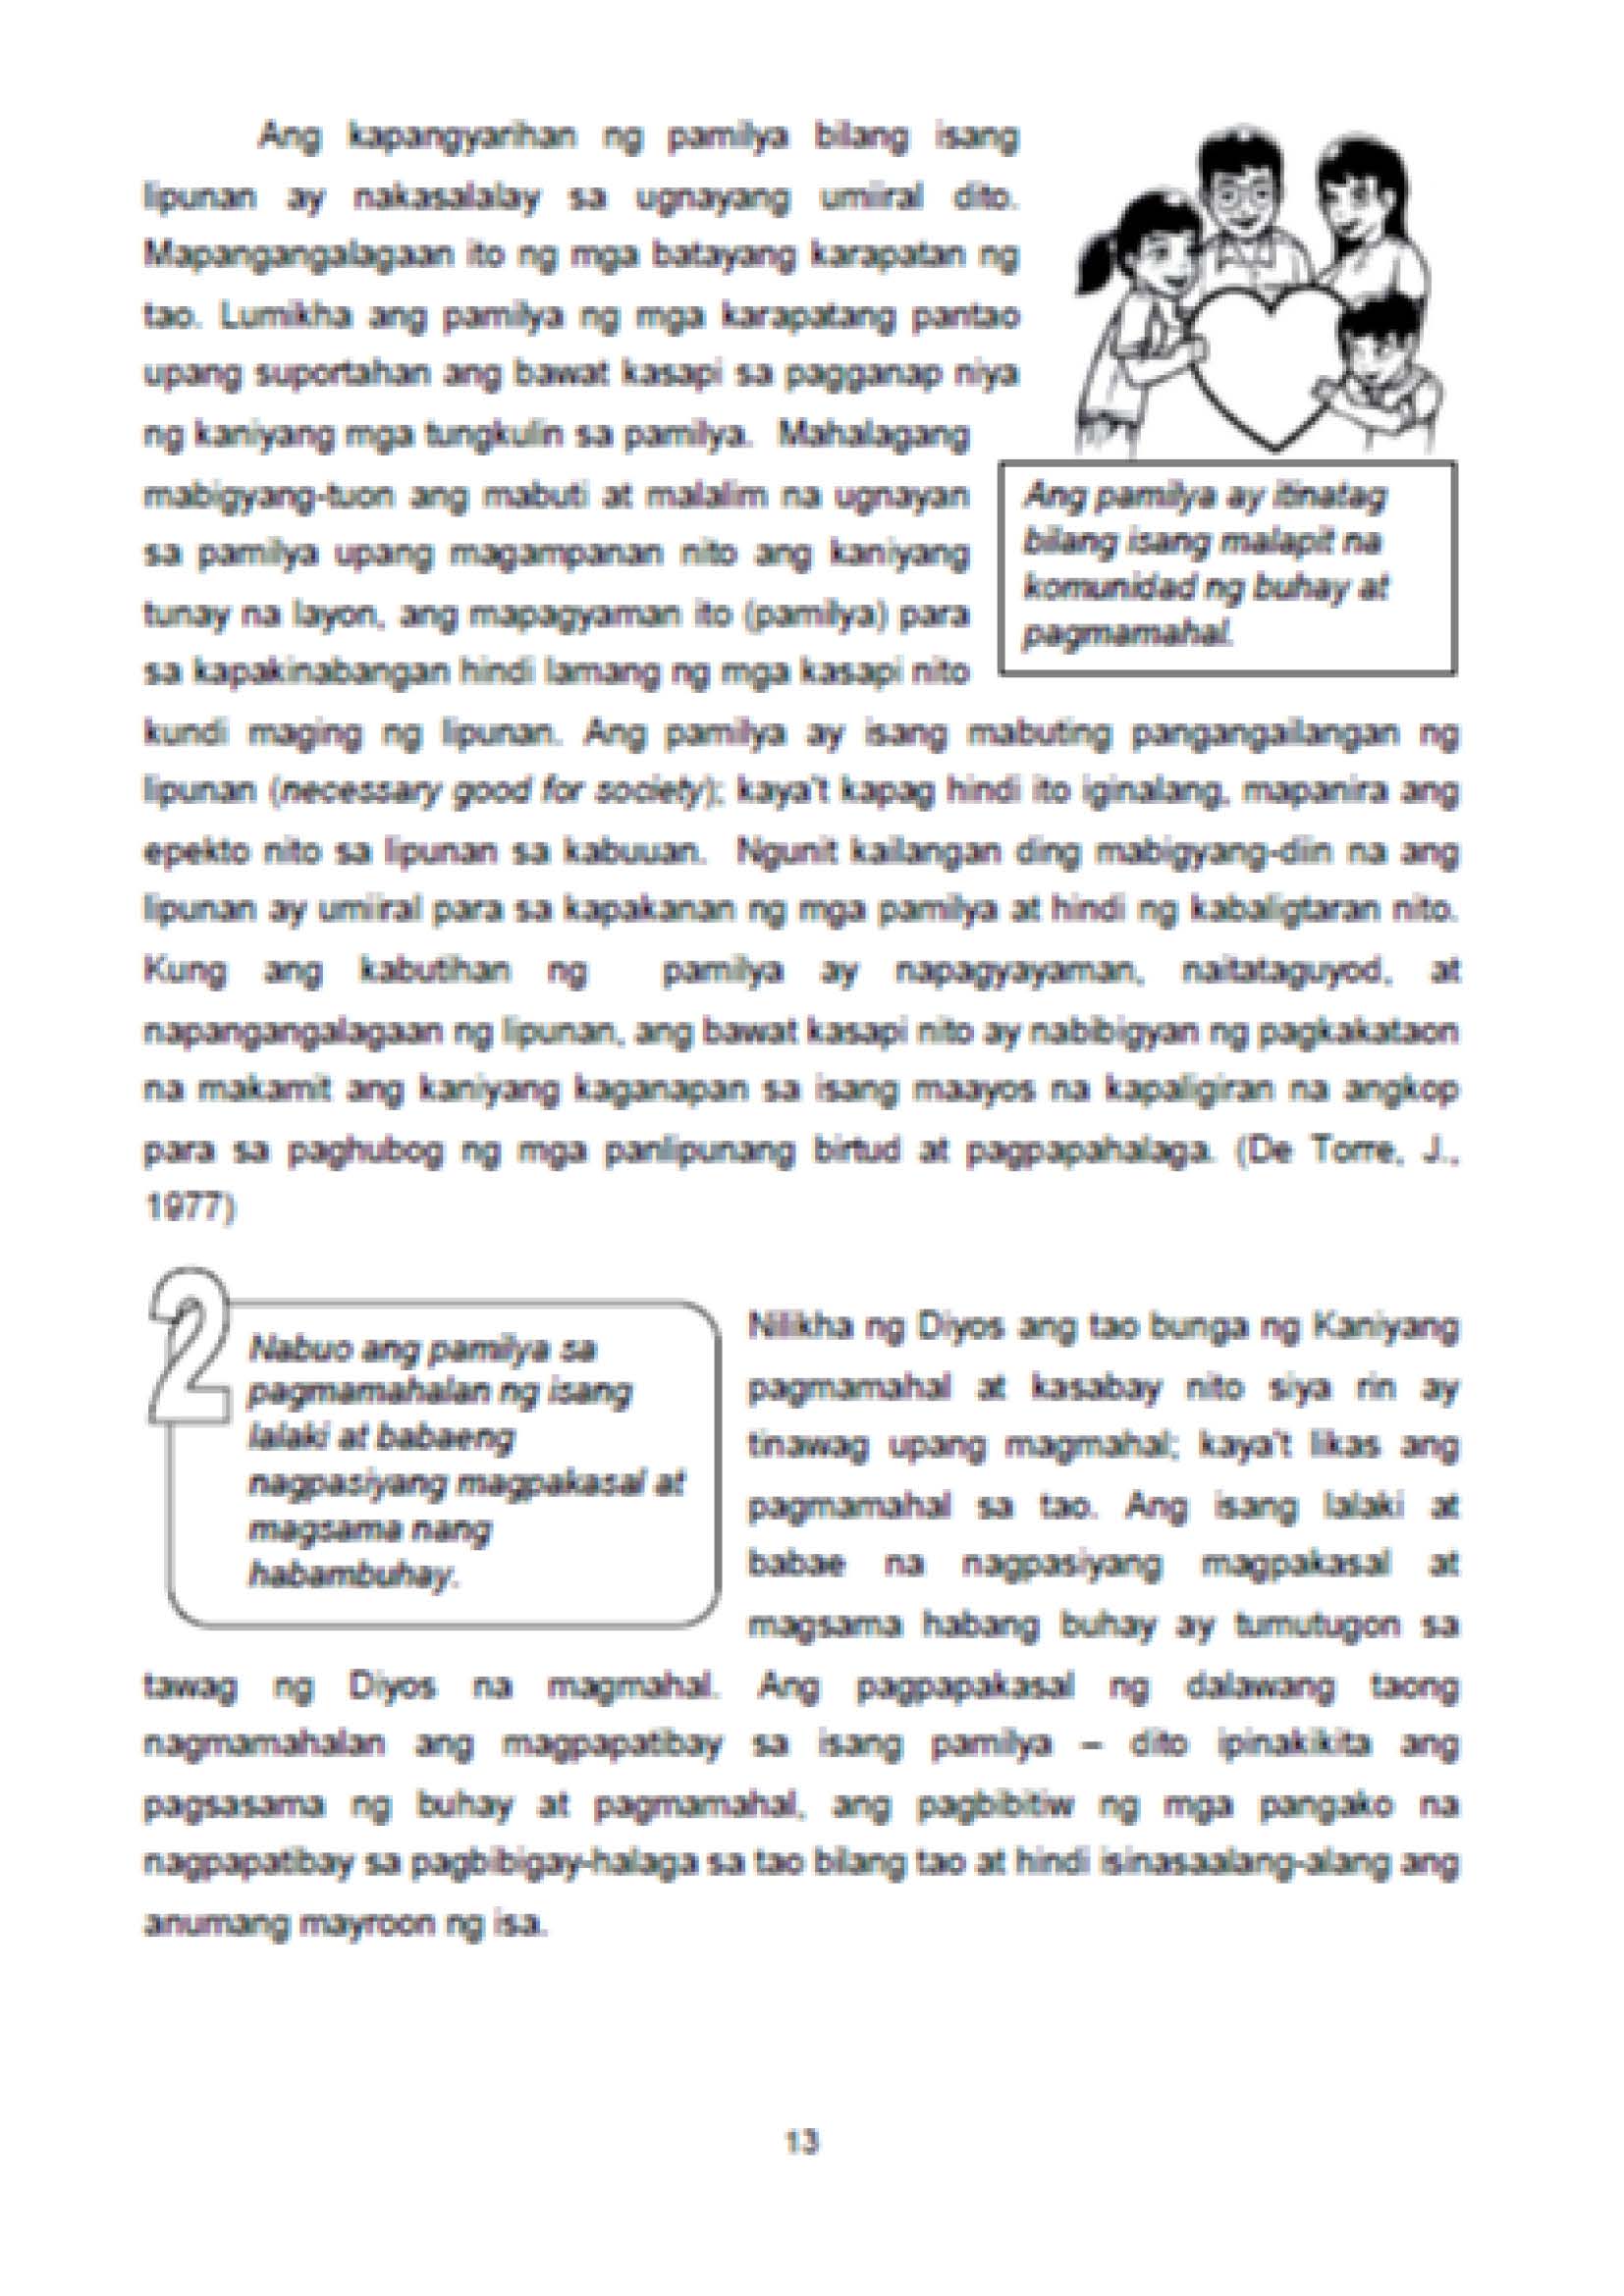 Ang kapangyarihan ng pamilya bilang isang
lipunan ay nakasalalay sa ugnayang umiiral dito.
Mapangangalagaan ito ng mga batayang karapatan ng
tao. Lumikha ang pamilya ng mga karapatang pantao
upang suportahan ang bawat kasapi sa pagganap niya
ng kaniyang mga tungkulin sa pamilya. Mahalagang
mabigyang-tuon ang mabuti at malalim na ugnayan
sa pamilya upang magampanan nito ang kaniyang
tunay na layon, ang mapagyaman ito (pamilya) para
sa kapakinabangan hindi lamang ng mga kasapi nito
Ang pamilya ay itinatag
bilang isang malapit na
komunidad ng buhay at
pagmamahal.
kundi maging ng lipunan. Ang pamilya ay isang mabuting pangangailangan ng
lipunan (necessary good for society); kaya't kapag hindi ito iginalang, mapanira ang
epekto nito sa lipunan sa kabuuan. Ngunit kailangan ding mabigyang-diin na ang
lipunan ay umiiral para sa kapakanan ng mga pamilya at hindi ng kabaligtaran nito.
Kung ang kabutihan ng pamilya ay napagyayaman, naitataguyod, at
napangangalagaan ng lipunan, ang bawat kasapi nito ay nabibigyan ng pagkakataon
na makamit ang kaniyang kaganapan sa isang maayos na kapaligiran na angkop
para sa paghubog ng mga panlipunang birtud at pagpapahalaga. (De Torre, J.,
1977)
2
Nabuo ang pamilya sa
pagmamahalan ng isang
lalaki at babaeng
nagpasiyang magpakasal at
magsama nang
habambuhay.
Nilikha ng Diyos ang tao bunga ng Kaniyang
pagmamahal at kasabay nito siya rin ay
tinawag upang magmahal; kaya't likas ang
pagmamahal sa tao. Ang isang lalaki at
babae na nagpasiyang magpakasal at
magsama habang buhay ay tumutugon sa
tawag ng Diyos na magmahal. Ang pagpapakasal ng dalawang taong
nagmamahalan ang magpapatibay sa isang pamilya – dito ipinakikita ang
pagsasama ng buhay at pagmamahal, ang pagbibitiw ng mga pangako na
nagpapatibay sa pagbibigay-halaga sa tao bilang tao at hindi isinasaalang-alang ang
anumang mayroon ng isa.
13